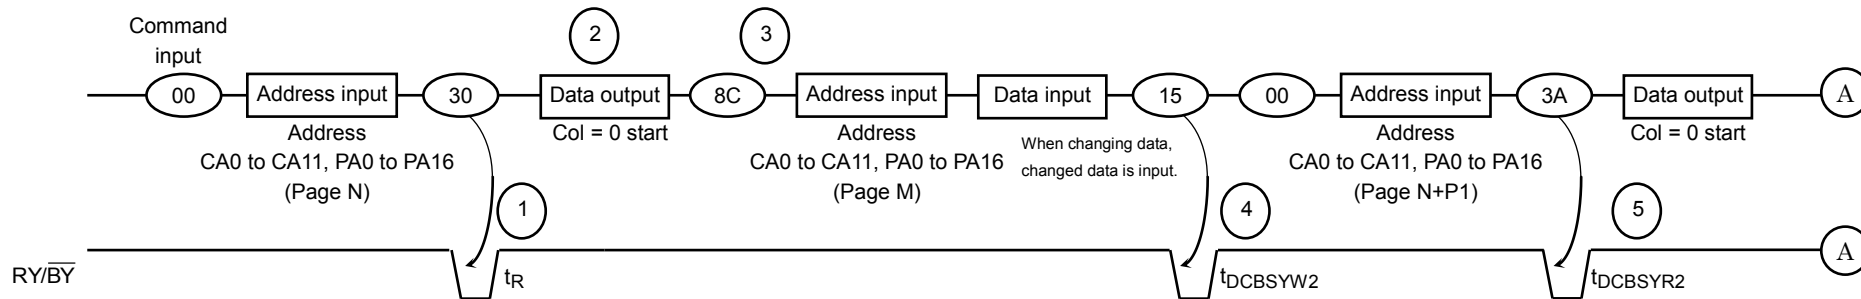 Command
input
2
3
00
Address input
30
Data output
8C
Address input
Data input
15
00
Address input
3A
Data output
A
Address
CA0 to CA11, PA0 to PA16
(Page N)
Col = 0 start
Address
CA0 to CA11, PA0 to PA16
(Page M)
When changing data,
changed data is input.
Address
CA0 to CA11, PA0 to PA16
(Page N+P1)
Col = 0 start
1
4
5
RY/BY
tR
tDCBSYW2
tDCBSYR2
A